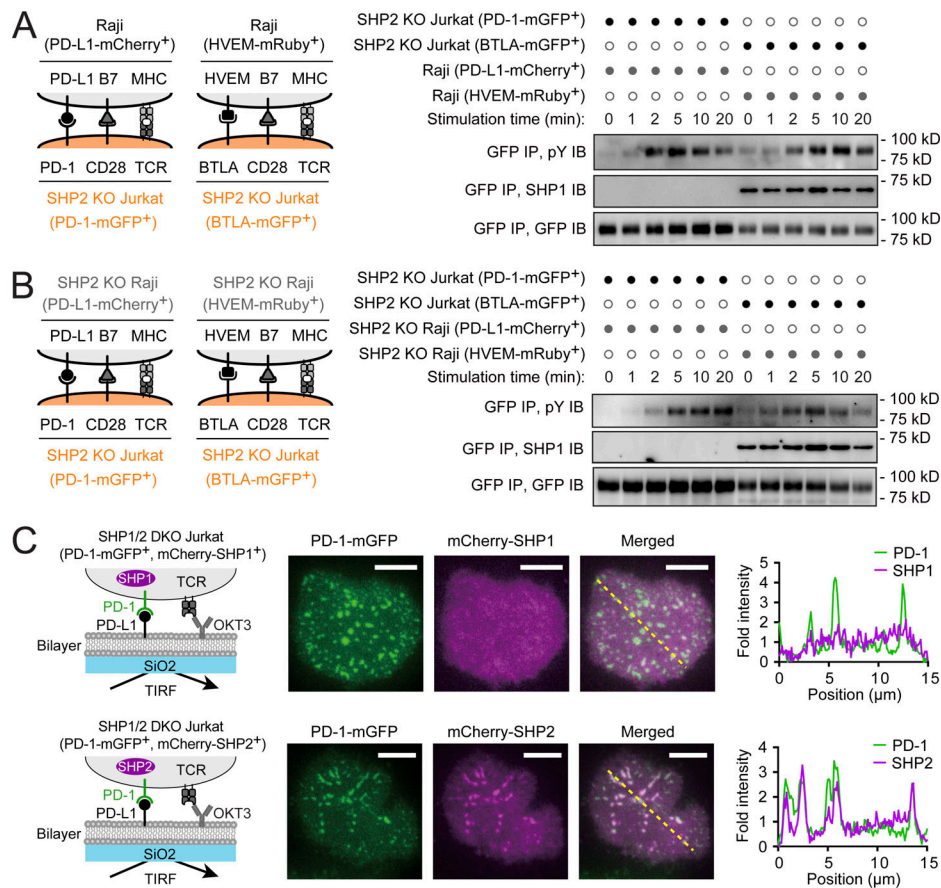 A
Raji
(PD-L1-mCherry+)
Raji
(HVEM-mRuby+)
PD-L1 B7 MHC
HVEM B7 MHC
PD-1 CD28 TCR
BTLA CD28 TCR
SHP2 KO Jurkat
(PD-1-mGFP+)
SHP2 KO Jurkat
(BTLA-mGFP+)
SHP2 KO Jurkat (PD-1-mGFP+)
SHP2 KO Jurkat (BTLA-mGFP+)
Raji (PD-L1-mCherry+)
Raji (HVEM-mRuby+)
Stimulation time (min): 0 1 2 5 10 20 0 1 2 5 10 20
GFP IP, pY IB
- 100 kD
- 75 kD
GFP IP, SHP1 IB
- 75 kD
GFP IP, GFP IB
- 100 kD
- 75 kD
B
SHP2 KO Raji
(PD-L1-mCherry+)
SHP2 KO Raji
(HVEM-mRuby+)
PD-L1 B7 MHC
HVEM B7 MHC
PD-1 CD28 TCR
BTLA CD28 TCR
SHP2 KO Jurkat
(PD-1-mGFP+)
SHP2 KO Jurkat
(BTLA-mGFP+)
SHP2 KO Jurkat (PD-1-mGFP+)
SHP2 KO Jurkat (BTLA-mGFP+)
SHP2 KO Raji (PD-L1-mCherry+)
SHP2 KO Raji (HVEM-mRuby+)
Stimulation time (min): 0 1 2 5 10 20 0 1 2 5 10 20
GFP IP, pY IB
- 100 kD
- 75 kD
GFP IP, SHP1 IB
- 75 kD
GFP IP, GFP IB
- 100 kD
- 75 kD
C
SHP1/2 DKO Jurkat
(PD-1-mGFP+, mCherry-SHP1+)
SHP1
TCR
PD-1
PD-L1
OKT3
Bilayer
SiO2
TIRF
PD-1-mGFP
mCherry-SHP1
Merged
PD-1
SHP1
Fold intensity
5
4
3
2
1
0
0 5 10 15
Position (µm)
SHP1/2 DKO Jurkat
(PD-1-mGFP+, mCherry-SHP2+)
SHP2
TCR
PD-1
PD-L1
OKT3
Bilayer
SiO2
TIRF
PD-1-mGFP
mCherry-SHP2
Merged
PD-1
SHP2
Fold intensity
4
3
2
1
0
0 5 10 15
Position (µm)